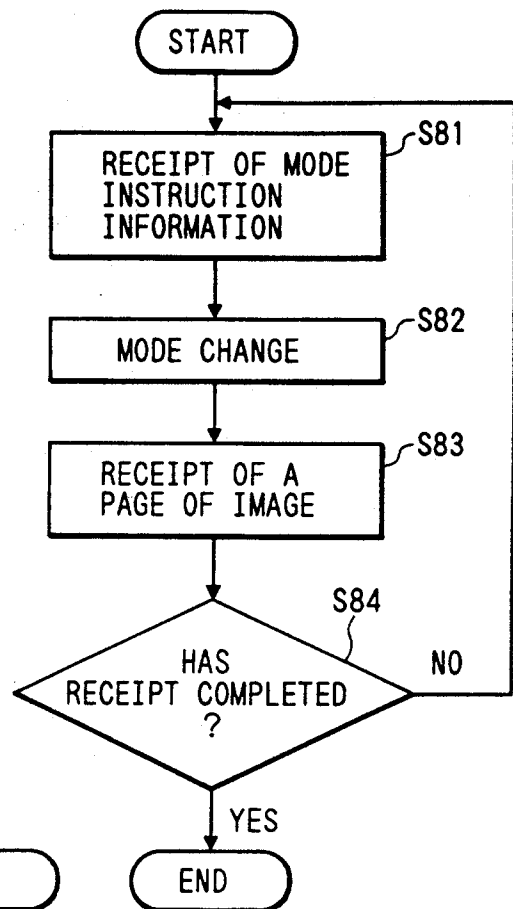 START
S81
RECEIPT OF MODE
INSTRUCTION
INFORMATION
S82
MODE CHANGE
S83
RECEIPT OF A
PAGE OF IMAGE
S84
HAS
RECEIPT COMPLETED
?
NO
YES
END